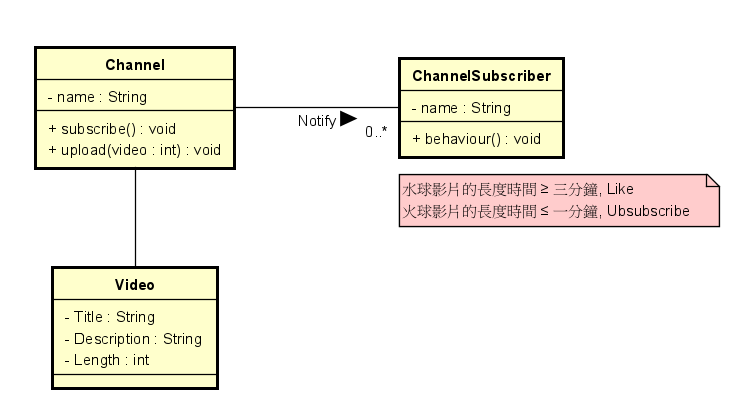 Channel
- name : String
+ subscribe() : void
+ upload(video : int) : void
Notify
0..*
ChannelSubscriber
- name : String
+ behaviour() : void
水球影片的長度時間 ≥ 三分鐘, Like
火球影片的長度時間 ≤ 一分鐘, Ubsubscribe
Video
- Title : String
- Description : String
- Length : int